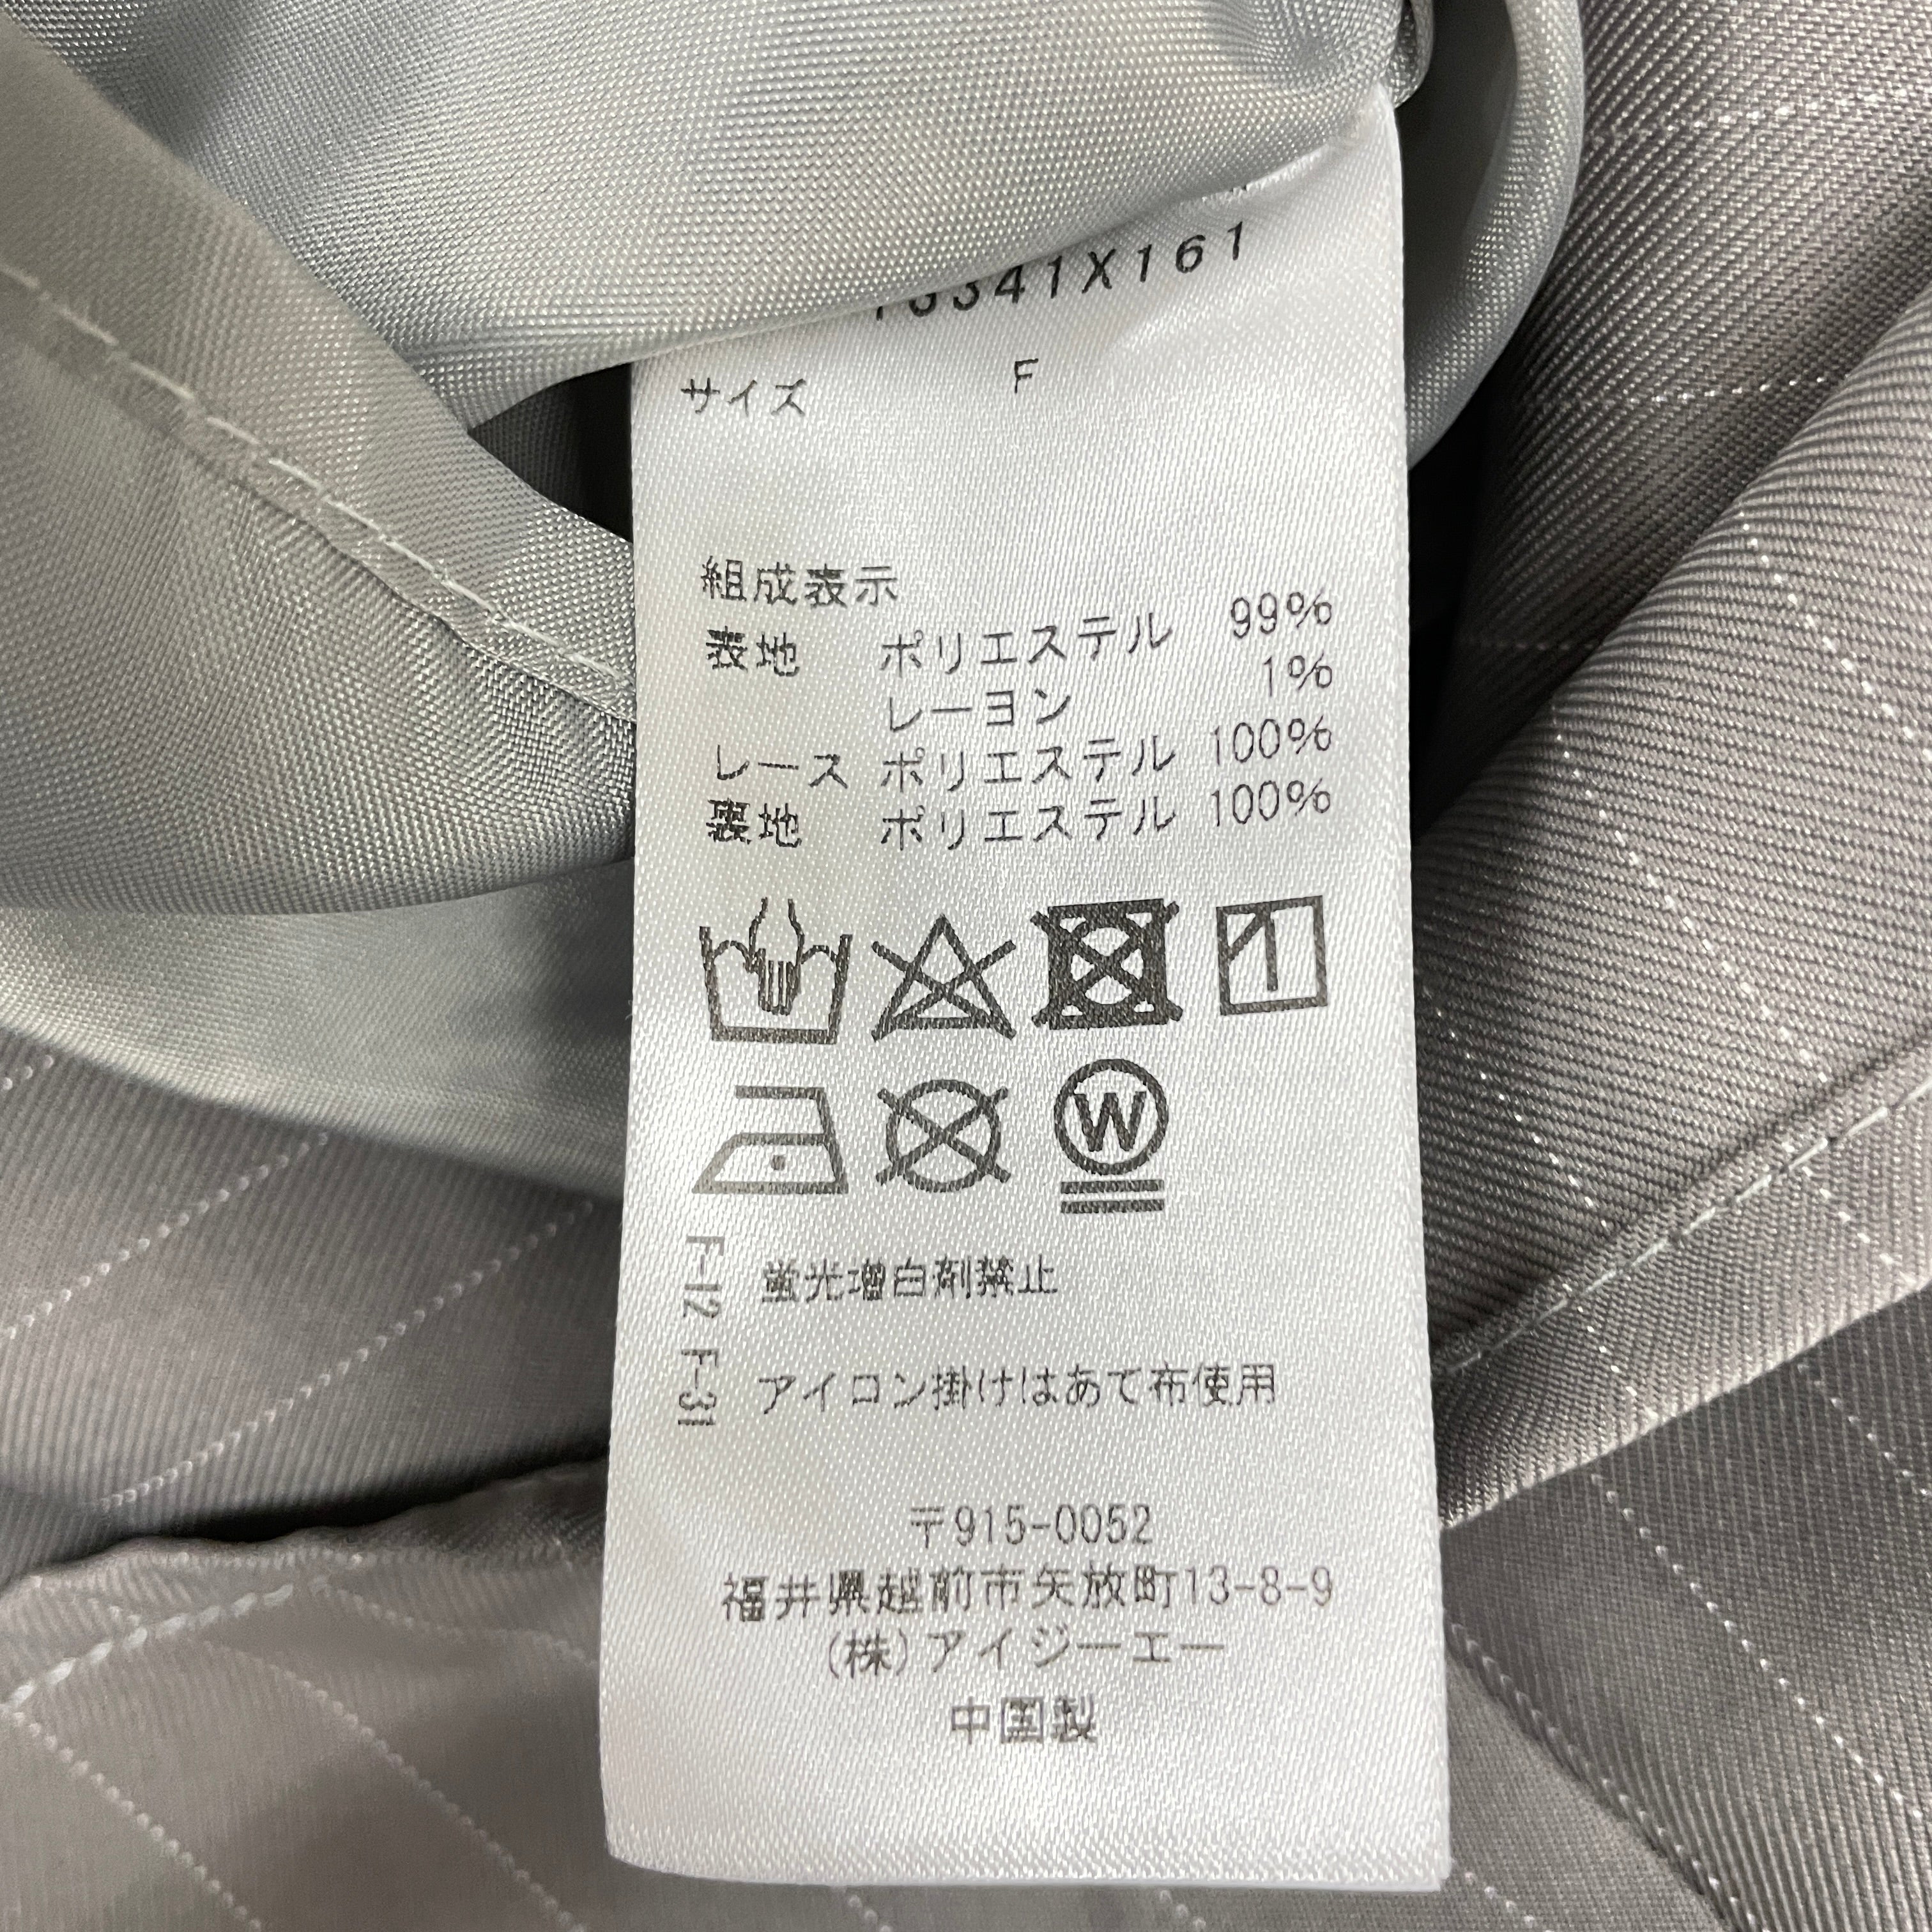 341X161
サイズ F
組成表示
表地 ポリエステル 99%
レーヨン 1%
レース ポリエステル 100%
裏地 ポリエステル 100%
W
F-12 蛍光増白剤禁止
F-31 アイロン掛けはあて布使用
〒915-0052
福井県越前市矢放町13-8-9
(株)アイジーエー
中国製